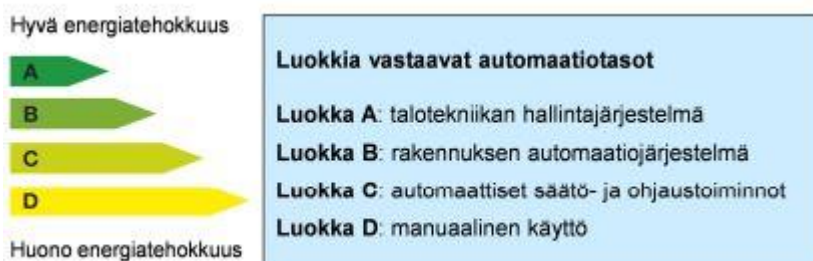 Hyvä energiatehokkuus
A
B
C
D
Huono energiatehokkuus
Luokkia vastaavat automaatiotasot
Luokka A: talotekniikan hallintajärjestelmä
Luokka B: rakennuksen automaatiojärjestelmä
Luokka C: automaattiset säätö- ja ohjaustoiminnot
Luokka D: manuaalinen käyttö